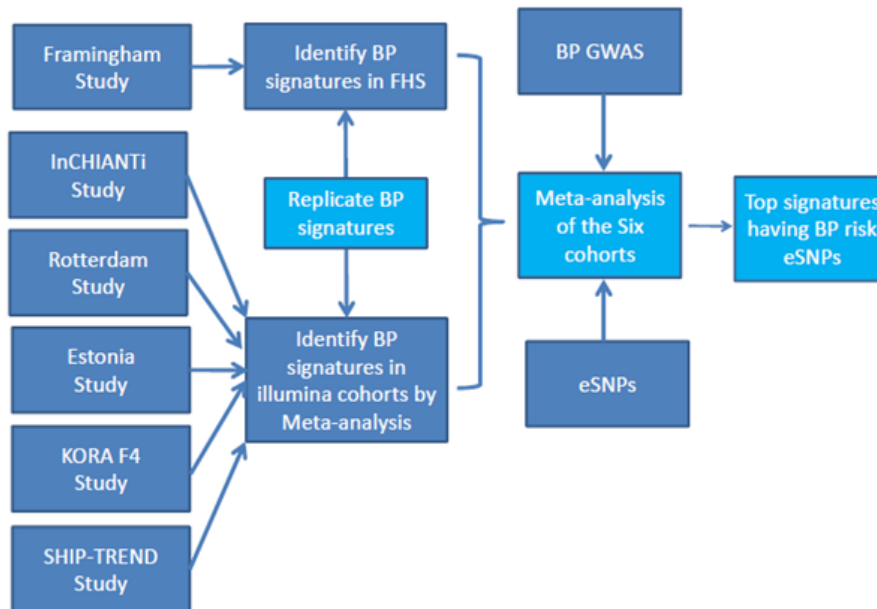 Framingham
Study
Identify BP
signatures in FHS
BP GWAS
InCHIANTi
Study
Replicate BP
signatures
Meta-analysis
of the Six
cohorts
Top signatures
having BP risk
eSNPs
Rotterdam
Study
Estonia
Study
Identify BP
signatures in
illumina cohorts by
Meta-analysis
eSNPs
KORA F4
Study
SHIP-TREND
Study